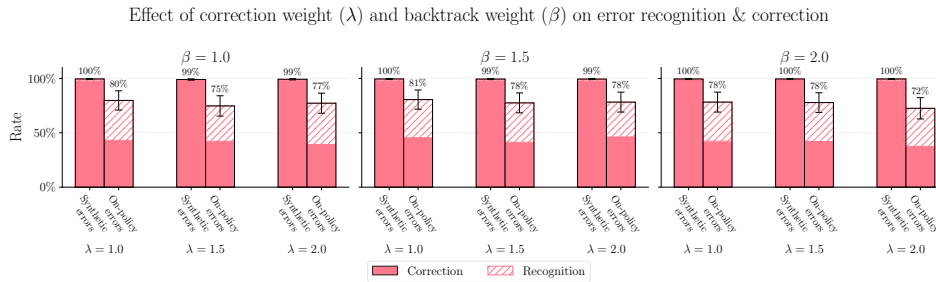 Effect of correction weight (λ) and backtrack weight (β) on error recognition & correction
β = 1.0
β = 1.5
β = 2.0
Rate
100%
50%
0%
100%
80%
99%
75%
99%
77%
100%
81%
99%
78%
99%
78%
100%
78%
100%
78%
100%
72%
Synthetic
errors
On-policy
errors
Synthetic
errors
On-policy
errors
Synthetic
errors
On-policy
errors
Synthetic
errors
On-policy
errors
Synthetic
errors
On-policy
errors
Synthetic
errors
On-policy
errors
Synthetic
errors
On-policy
errors
Synthetic
errors
On-policy
errors
Synthetic
errors
On-policy
errors
λ = 1.0
λ = 1.5
λ = 2.0
λ = 1.0
λ = 1.5
λ = 2.0
λ = 1.0
λ = 1.5
λ = 2.0
Correction
Recognition